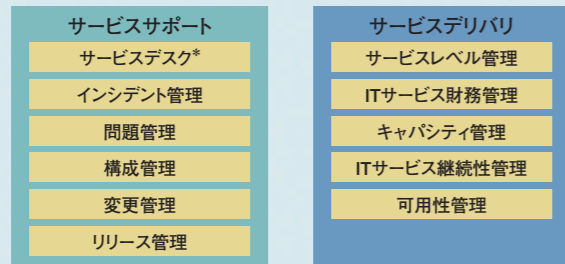 サービスサポート
サービスデスク*
インシデント管理
問題管理
構成管理
変更管理
リリース管理
サービスデリバリ
サービスレベル管理
ITサービス財務管理
キャパシティ管理
ITサービス継続性管理
可用性管理